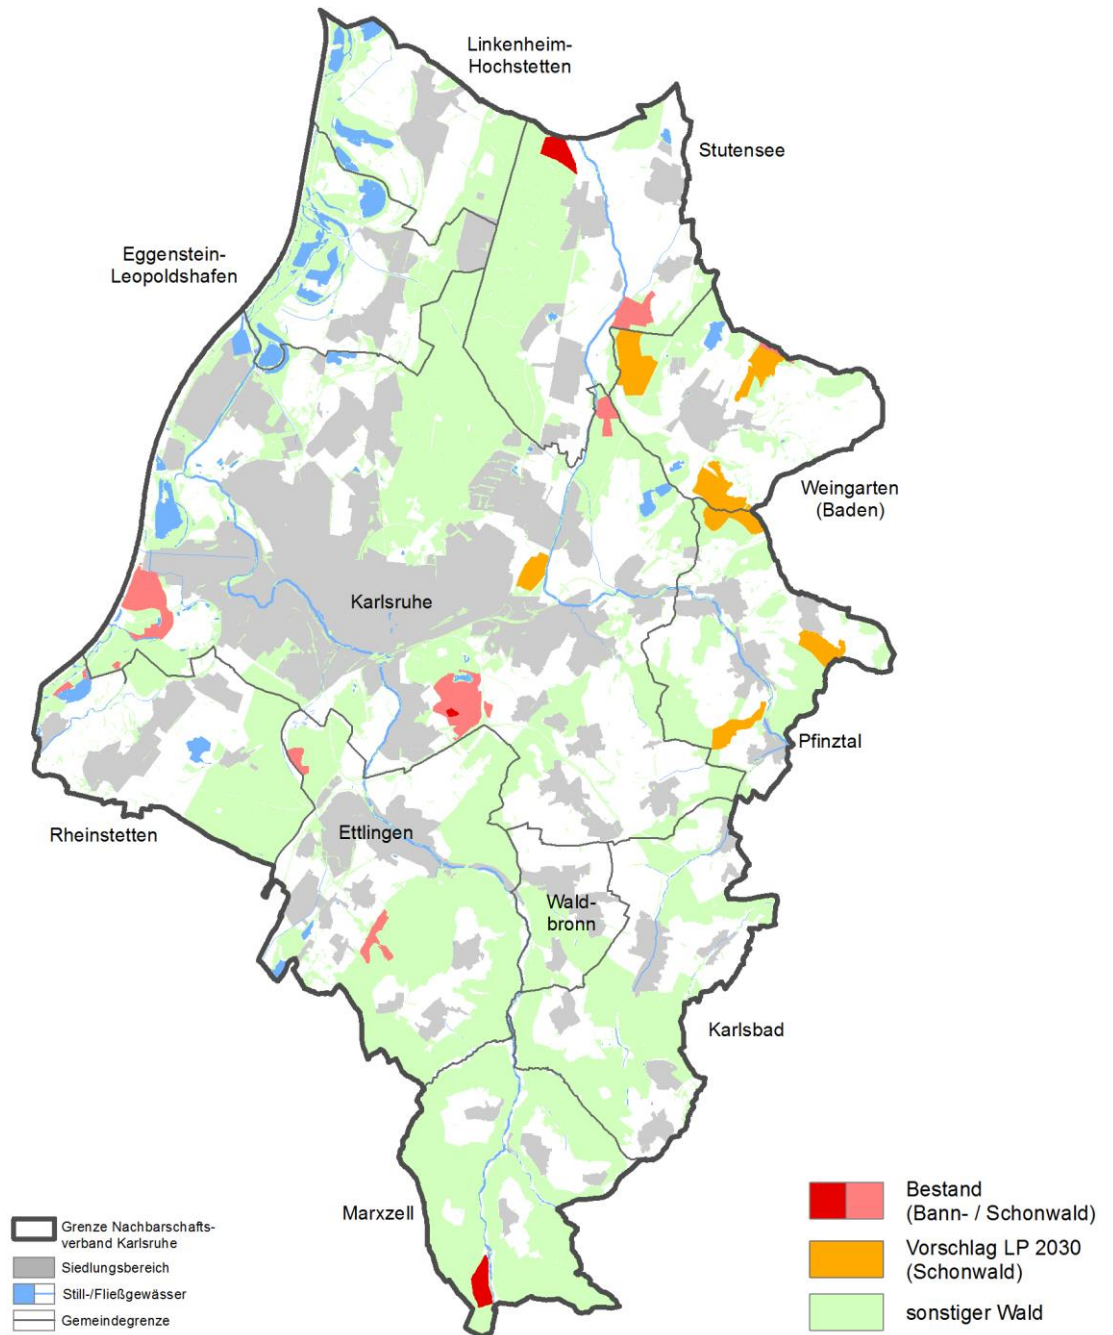 Linkenheim-
Hochstetten
Stutensee
Eggenstein-
Leopoldshafen
Weingarten
(Baden)
Karlsruhe
Pfinztal
Rheinstetten
Ettlingen
Wald-
bronn
Karlsbad
Marxzell
Grenze Nachbarschafts-
verband Karlsruhe
Siedlungsbereich
Still-/Fließgewässer
Gemeindegrenze
Bestand
(Bann- / Schonwald)
Vorschlag LP 2030
(Schonwald)
sonstiger Wald